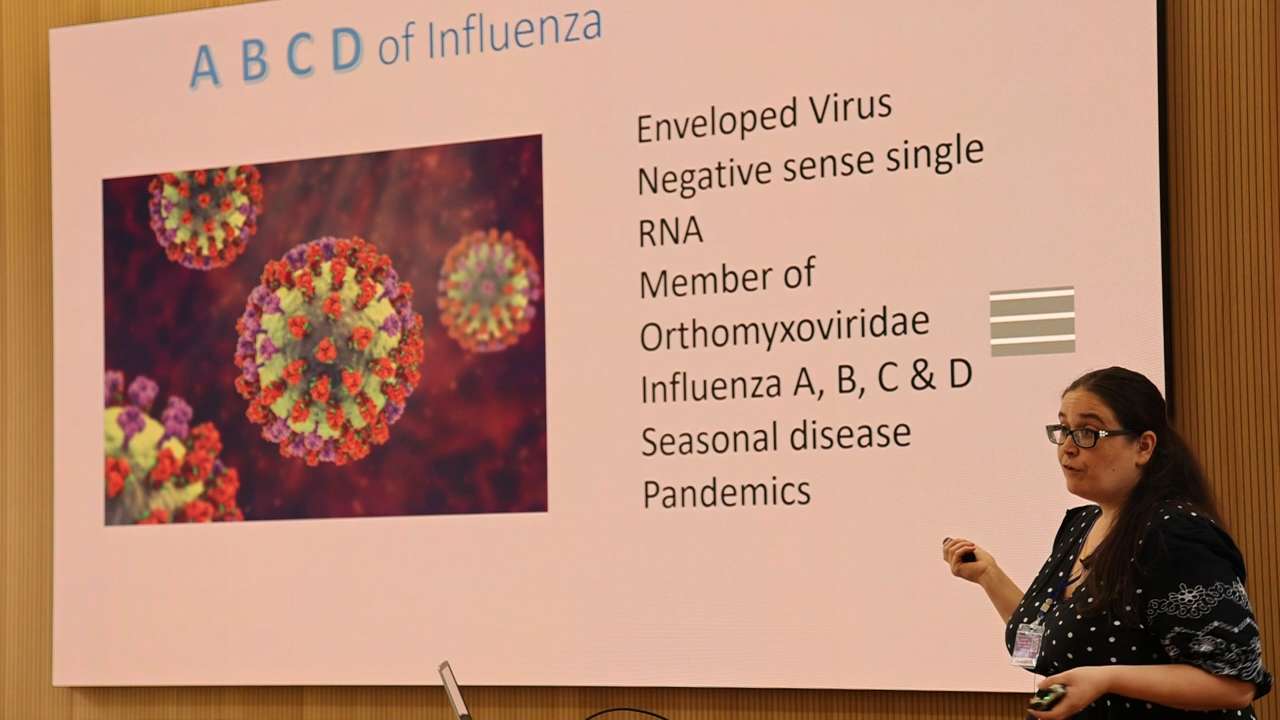 A B C D of Influenza
Enveloped Virus
Negative sense single
RNA
Member of
Orthomyxoviridae
Influenza A, B, C & D
Seasonal disease
Pandemics